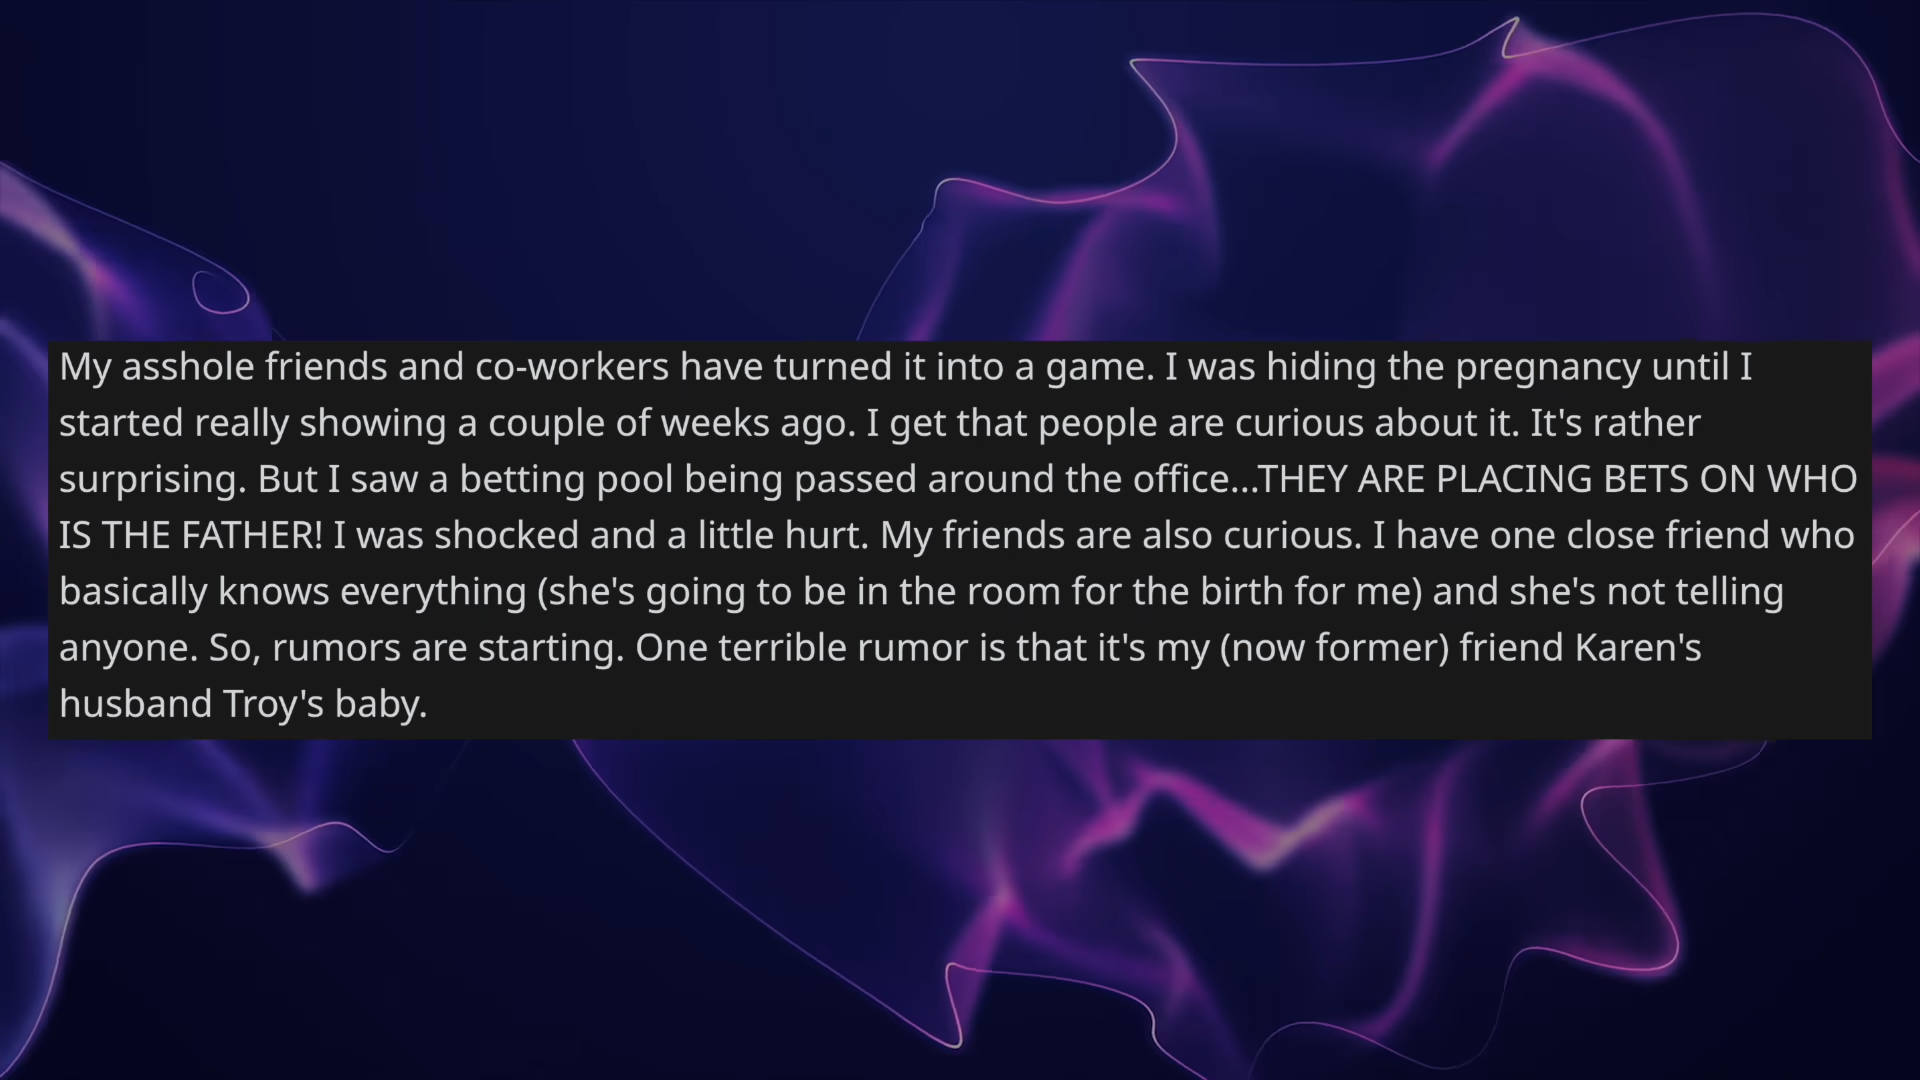 My asshole friends and co-workers have turned it into a game. I was hiding the pregnancy until I
started really showing a couple of weeks ago. I get that people are curious about it. It's rather
surprising. But I saw a betting pool being passed around the office...THEY ARE PLACING BETS ON WHO
IS THE FATHER! I was shocked and a little hurt. My friends are also curious. I have one close friend who
basically knows everything (she's going to be in the room for the birth for me) and she's not telling
anyone. So, rumors are starting. One terrible rumor is that it's my (now former) friend Karen's
husband Troy's baby.